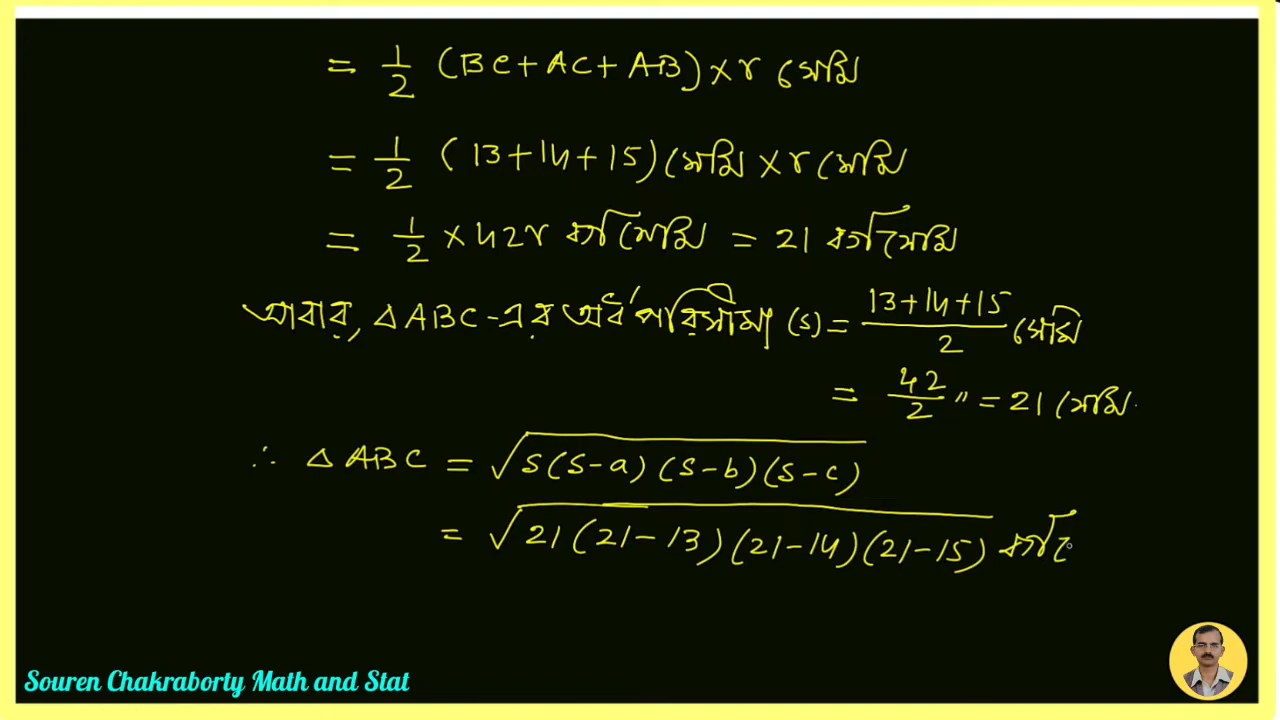 = 1/2 (BC + AC + AB) × r সেমি
= 1/2 (13 + 14 + 15) সেমি × r সেমি
= 1/2 × 42r বর্গসেমি = 21 বর্গসেমি
আবার, △ABC-এর অর্ধপরিসীমা (s) = (13+14+15)/2 সেমি
= 42/2 " = 21 সেমি.
∴ △ABC = √s(s-a)(s-b)(s-c)
= √21(21-13)(21-14)(21-15) বর্গ
Souren Chakraborty Math and Stat